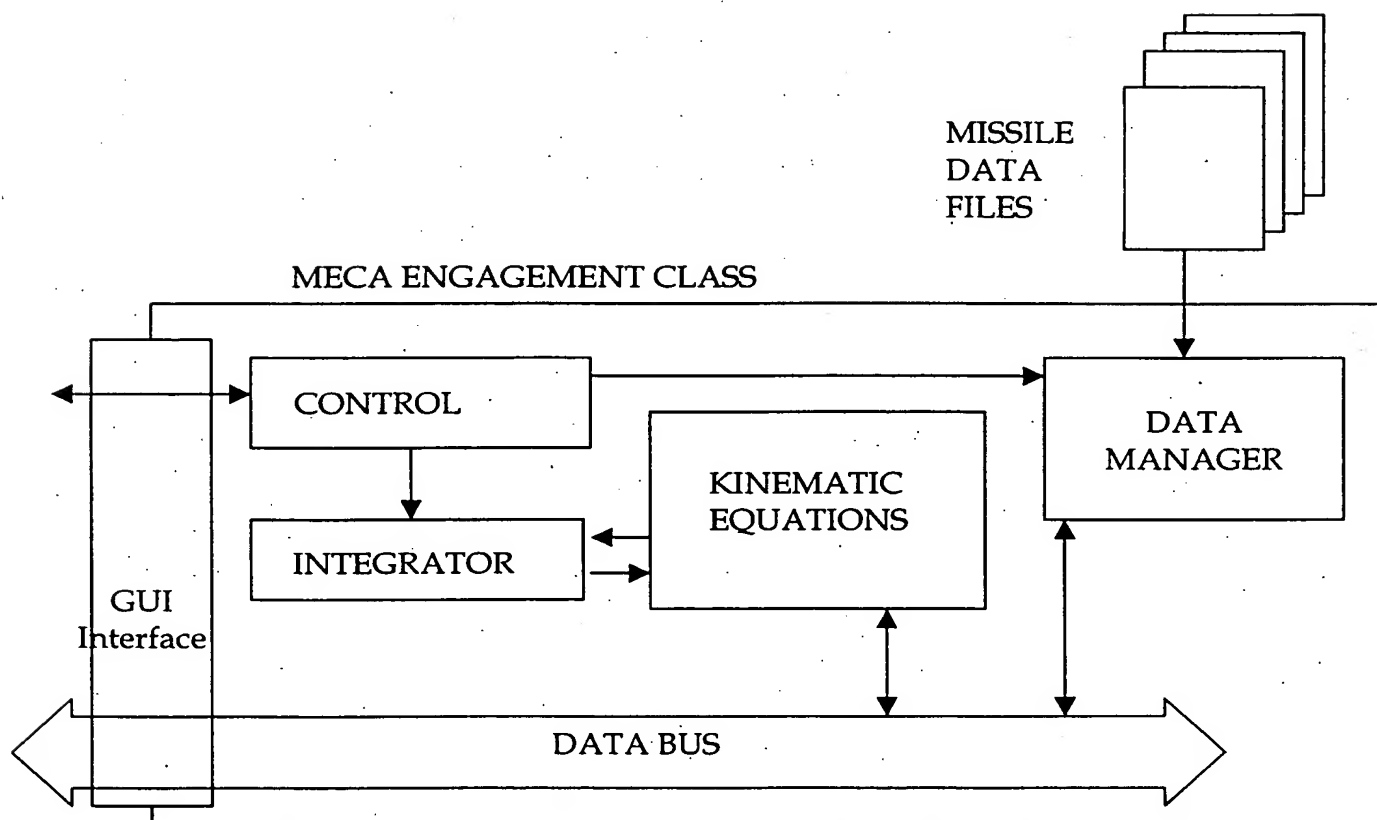 MISSILE
DATA
FILES
MECA ENGAGEMENT CLASS
CONTROL
DATA
MANAGER
KINEMATIC
EQUATIONS
INTEGRATOR
GUI
Interface
DATA BUS